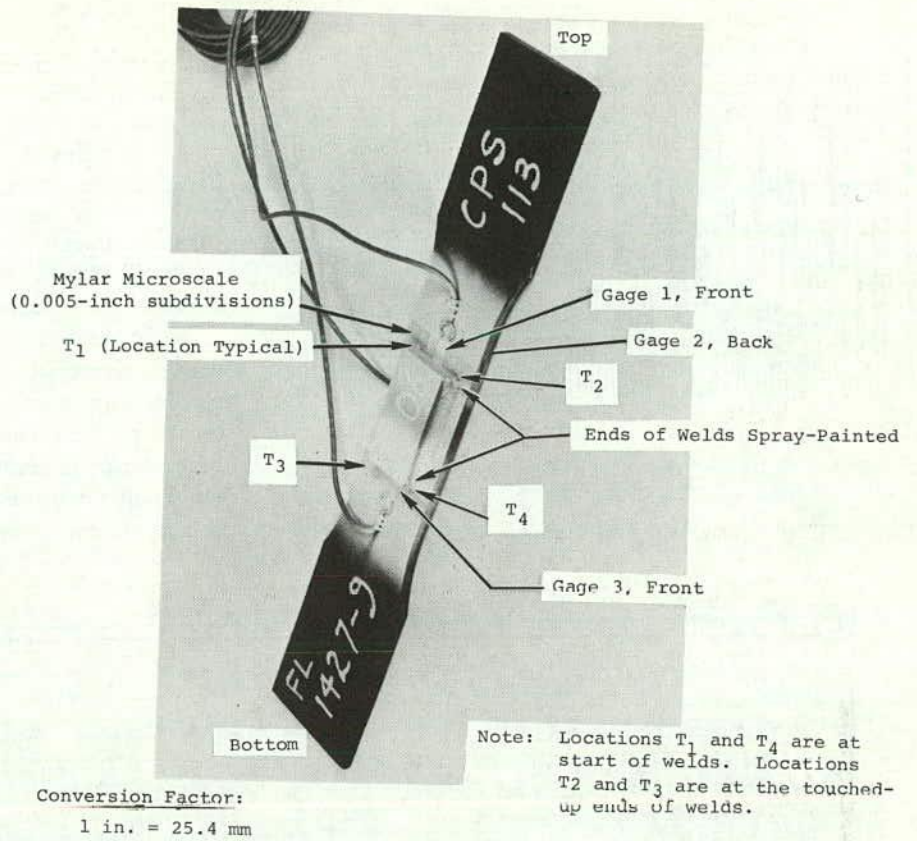 Top
CPS
113
Mylar Microscale
(0.005-inch subdivisions)
Gage 1, Front
T1 (Location Typical)
Gage 2, Back
T2
Ends of Welds Spray-Painted
T3
T4
Gage 3, Front
FL
1427-9
Bottom
Note: Locations T1 and T4 are at
start of welds. Locations
T2 and T3 are at the touched-
up ends of welds.
Conversion Factor:
1 in. = 25.4 mm